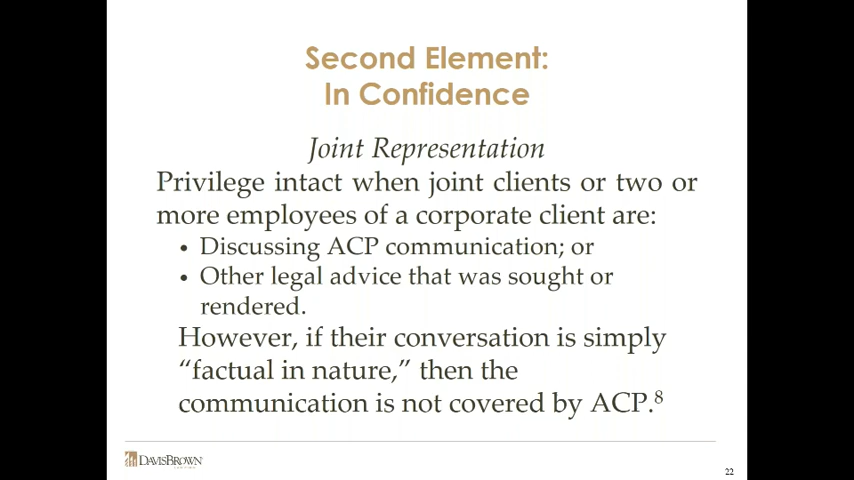 Second Element:
In Confidence
Joint Representation
Privilege intact when joint clients or two or
more employees of a corporate client are:
• Discussing ACP communication; or
• Other legal advice that was sought or
rendered.
However, if their conversation is simply
“factual in nature,” then the
communication is not covered by ACP.⁸
DAVISBROWN
22